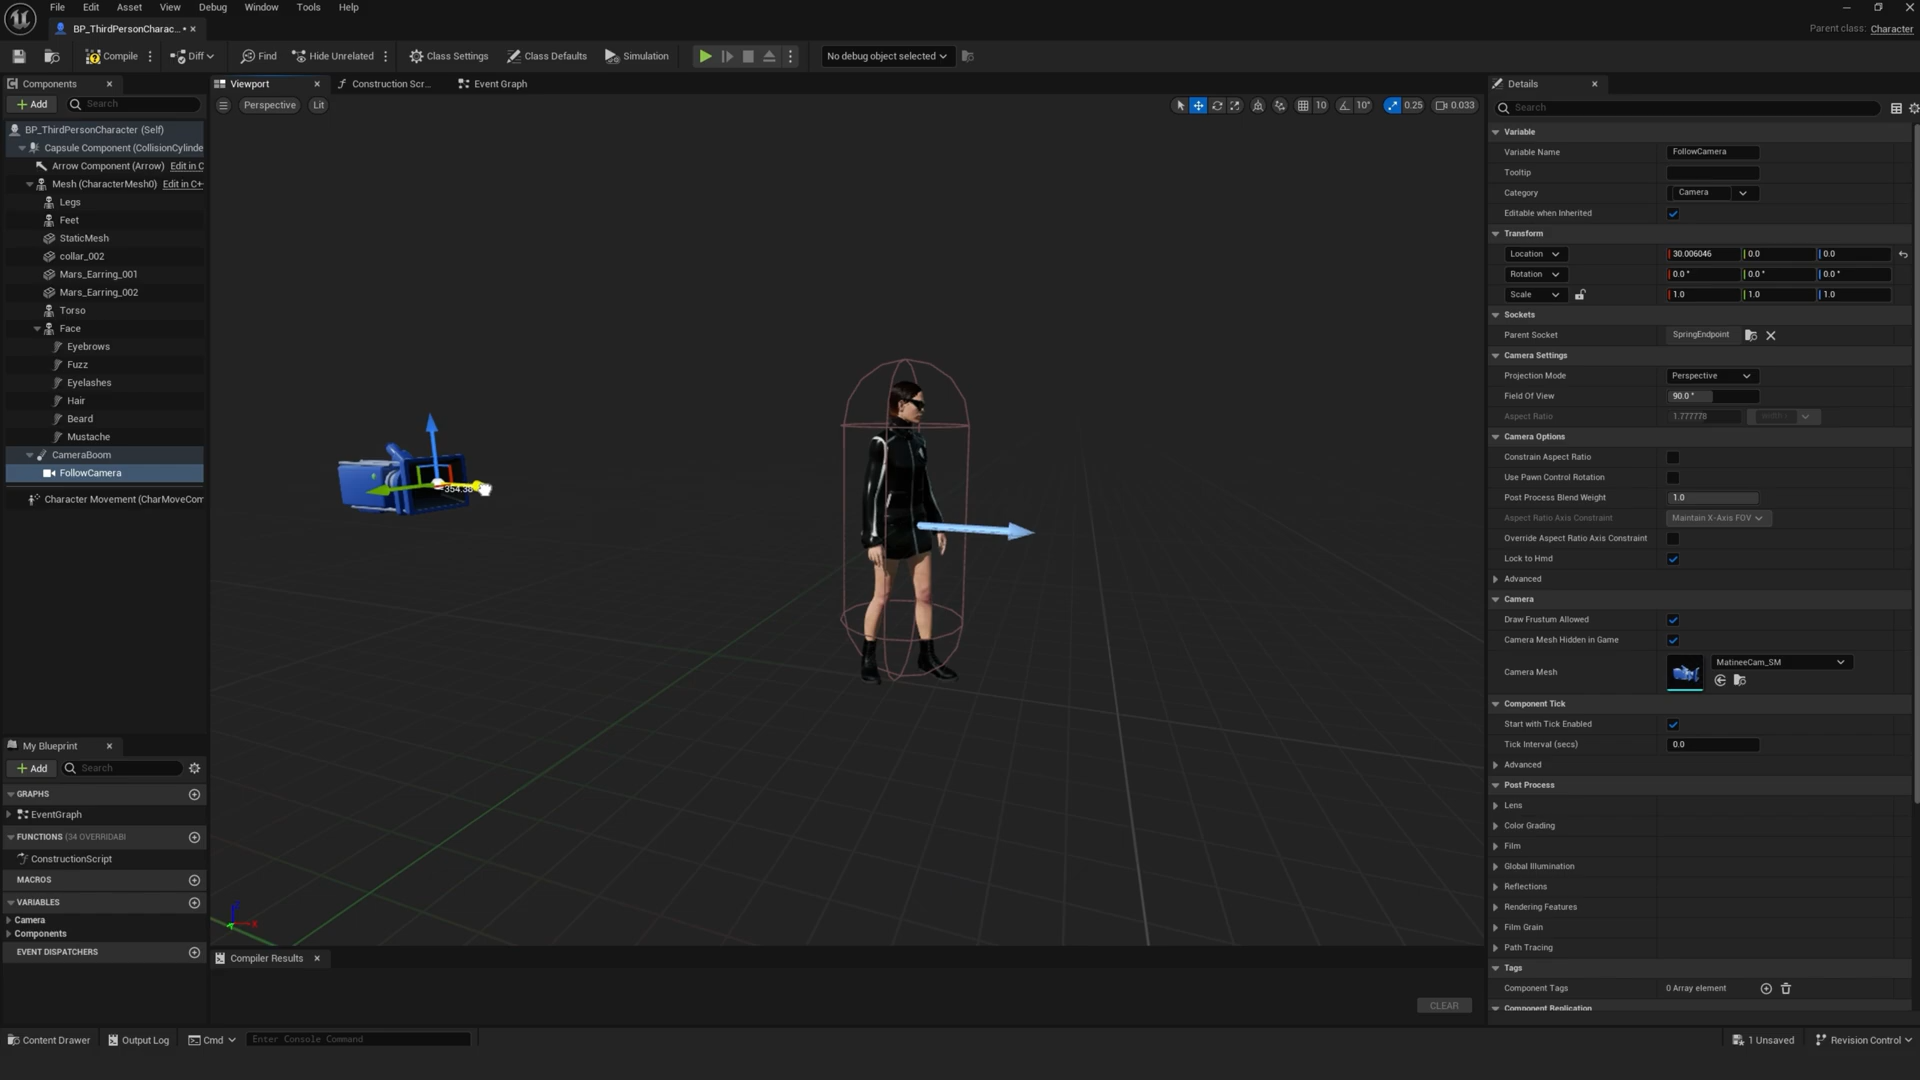 File Edit Asset View Debug Window Tools Help
BP_ThirdPersonCharac...
Parent class: Character
Compile Diff Find Hide Unrelated Class Settings Class Defaults Simulation No debug object selected
Components
Add Search
BP_ThirdPersonCharacter (Self)
Capsule Component (CollisionCylinde
Arrow Component (Arrow) Edit in C
Mesh (CharacterMesh0) Edit in C+
Legs
Feet
StaticMesh
collar_002
Mars_Earring_001
Mars_Earring_002
Torso
Face
Eyebrows
Fuzz
Eyelashes
Hair
Beard
Mustache
CameraBoom
FollowCamera
Character Movement (CharMoveCom
My Blueprint
Add Search
GRAPHS
EventGraph
FUNCTIONS (34 OVERRIDABl
ConstructionScript
MACROS
VARIABLES
Camera
Components
EVENT DISPATCHERS
Viewport Construction Scr... Event Graph
Perspective Lit
10 10° 0.25 0.033
X
Compiler Results
CLEAR
Details
Search
Variable
Variable Name FollowCamera
Tooltip
Category Camera
Editable when Inherited
Transform
Location 30.006046 0.0 0.0
Rotation 0.0 ° 0.0 ° 0.0 °
Scale 1.0 1.0 1.0
Sockets
Parent Socket SpringEndpoint
Camera Settings
Projection Mode Perspective
Field Of View 90.0 °
Aspect Ratio 1.777778
Camera Options
Constrain Aspect Ratio
Use Pawn Control Rotation
Post Process Blend Weight 1.0
Aspect Ratio Axis Constraint Maintain X-Axis FOV
Override Aspect Ratio Axis Constraint
Lock to Hmd
Advanced
Camera
Draw Frustum Allowed
Camera Mesh Hidden in Game
Camera Mesh MatineeCam_SM
Component Tick
Start with Tick Enabled
Tick Interval (secs) 0.0
Advanced
Post Process
Lens
Color Grading
Film
Global Illumination
Reflections
Rendering Features
Film Grain
Path Tracing
Tags
Component Tags 0 Array element
Component Replication
Content Drawer Output Log Cmd Enter Console Command 1 Unsaved Revision Control